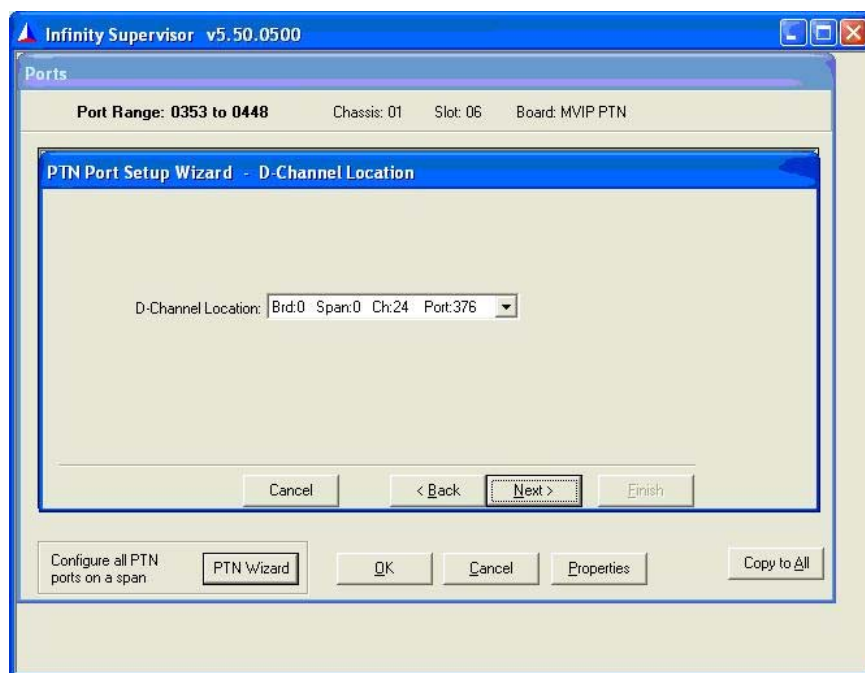 Infinity Supervisor v5.50.0500
Ports
Port Range: 0353 to 0448 Chassis: 01 Slot: 06 Board: MVIP PTN
PTN Port Setup Wizard - D-Channel Location
D-Channel Location: Brd:0 Span:0 Ch:24 Port:376
Cancel < Back Next > Finish
Configure all PTN
ports on a span
PTN Wizard OK Cancel Properties Copy to All